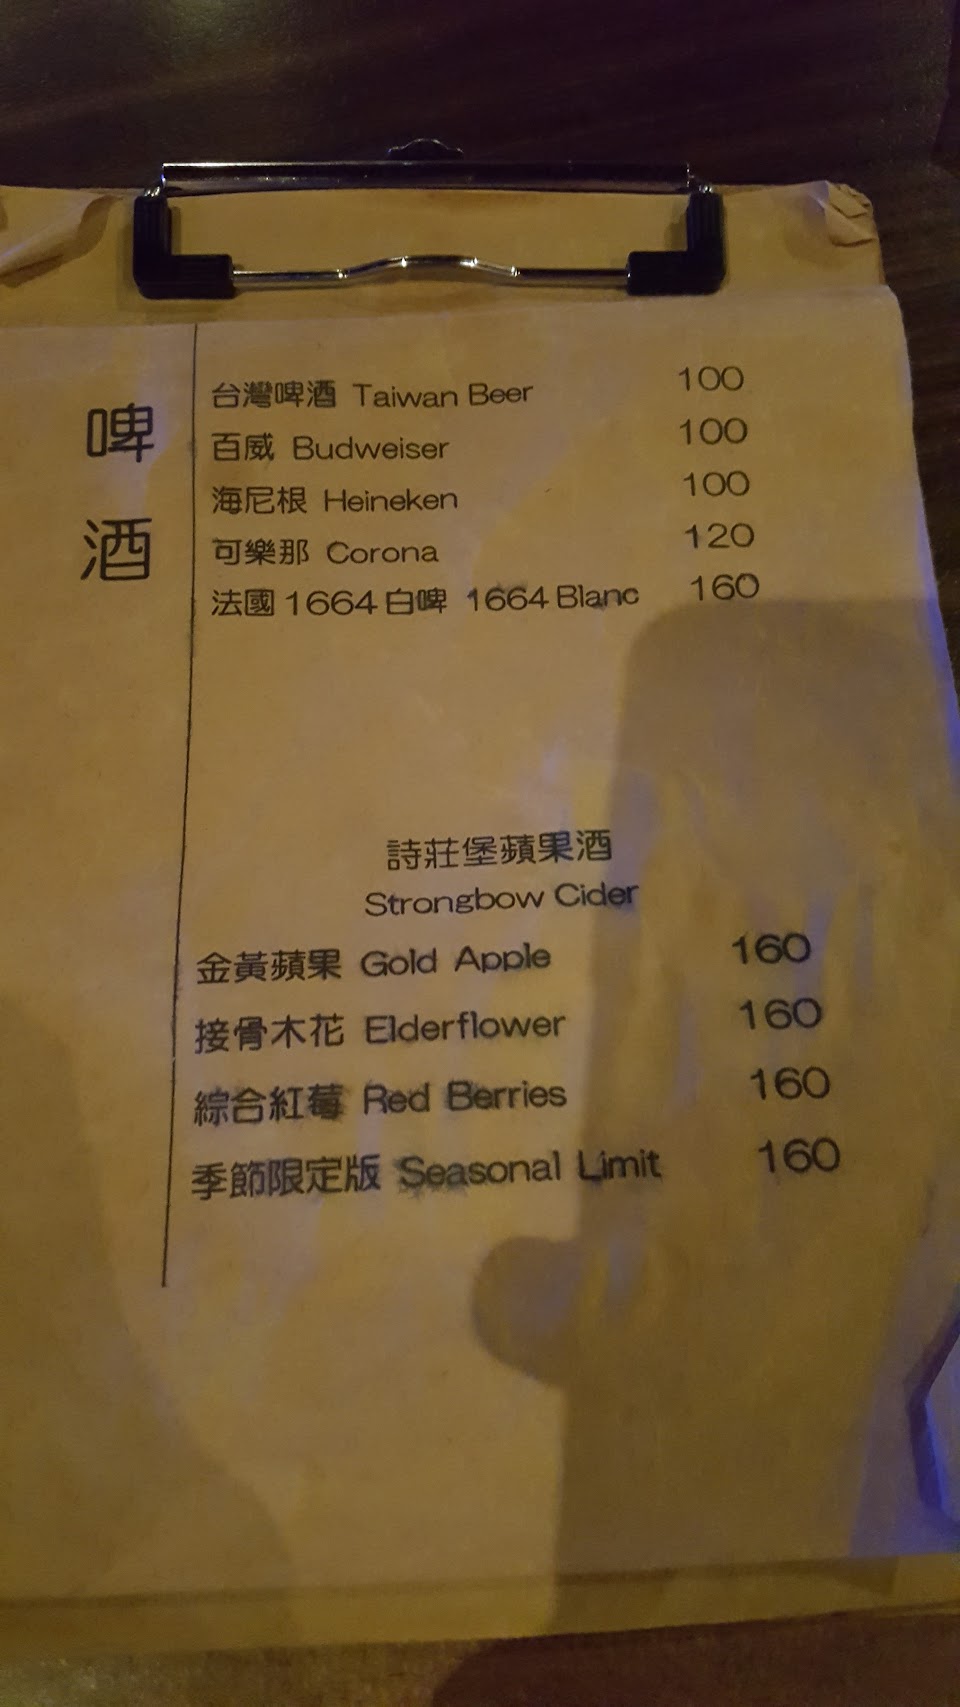 啤酒
台灣啤酒 Taiwan Beer 100
百威 Budweiser 100
海尼根 Heineken 100
可樂那 Corona 120
法國1664白啤 1664 Blanc 160
詩莊堡蘋果酒
Strongbow Cider
金黃蘋果 Gold Apple 160
接骨木花 Elderflower 160
綜合紅莓 Red Berries 160
季節限定版 Seasonal Limit 160